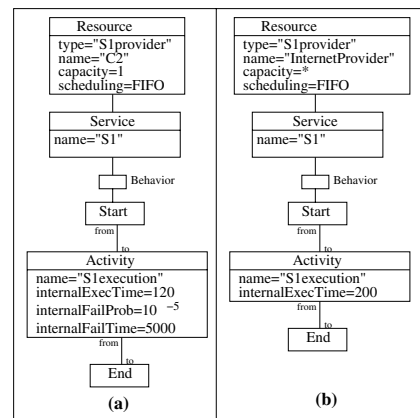 Resource
type="S1provider"
name="C2"
capacity=1
scheduling=FIFO
Service
name="S1"
Behavior
Start
from
to
Activity
name="S1execution"
internalExecTime=120
internalFailProb=10 −5
internalFailTime=5000
from
to
End
(a)
Resource
type="S1provider"
name="InternetProvider"
capacity=*
scheduling=FIFO
Service
name="S1"
Behavior
Start
from
to
Activity
name="S1execution"
internalExecTime=200
from
to
End
(b)